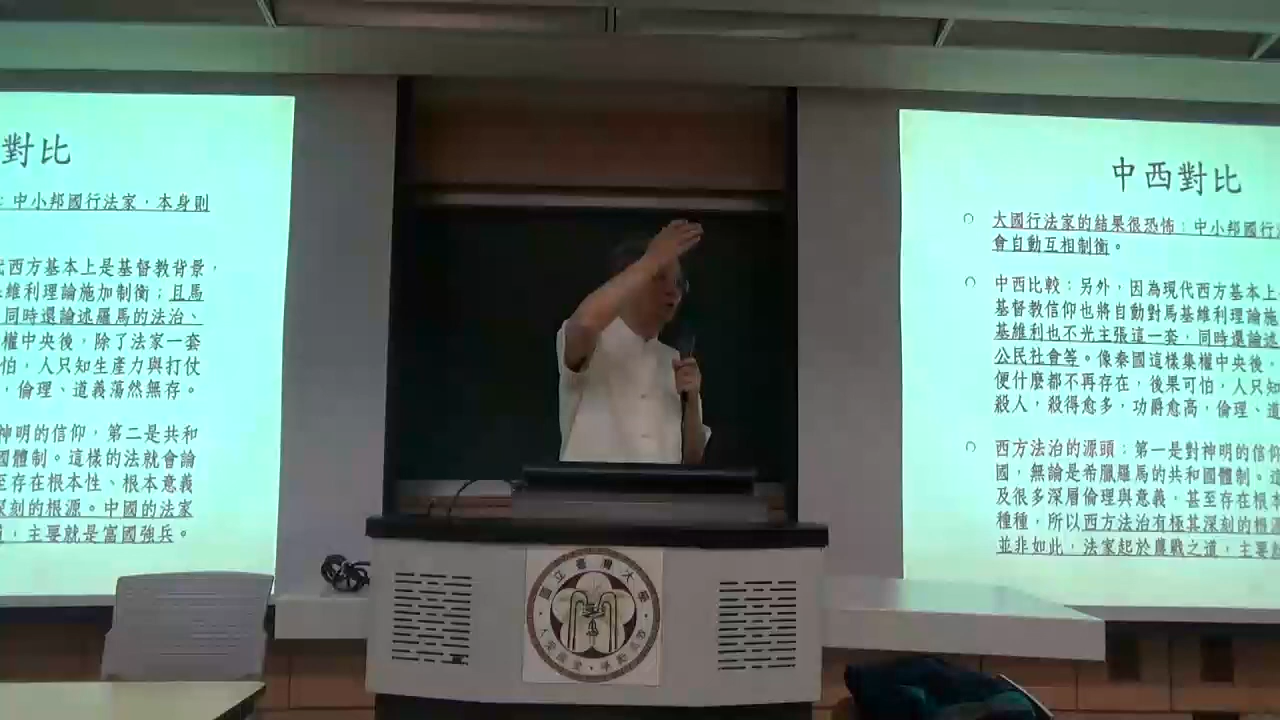 對比
：中小邦國行法家，本身則
代西方基本上是基督教背景，
基維利理論施加制衡；且馬
同時還論述羅馬的法治、
權中央後，除了法家一套
怕，人只知生產力與打仗
，倫理、道義蕩然無存。
神明的信仰，第二是共和
國體制。這樣的法就會論
至存在根本性、根本意義
深刻的根源。中國的法家
，主要就是富國強兵。
國立臺灣大學
中西對比
大國行法家的結果很恐怖：中小邦國行
會自動互相制衡。
中西比較：另外，因為現代西方基本上
基督教信仰也將自動對馬基維利理論施
基維利也不光主張這一套，同時還論述
公民社會等。像秦國這樣集權中央後，
便什麼都不再存在，後果可怕，人只知
殺人，殺得愈多，功爵愈高，倫理、道
西方法治的源頭：第一是對神明的信仰
國，無論是希臘羅馬的共和國體制。這
及很多深層倫理與意義，甚至存在根本
種種，所以西方法治有極其深刻的根源
並非如此，法家起於農戰之道，主要